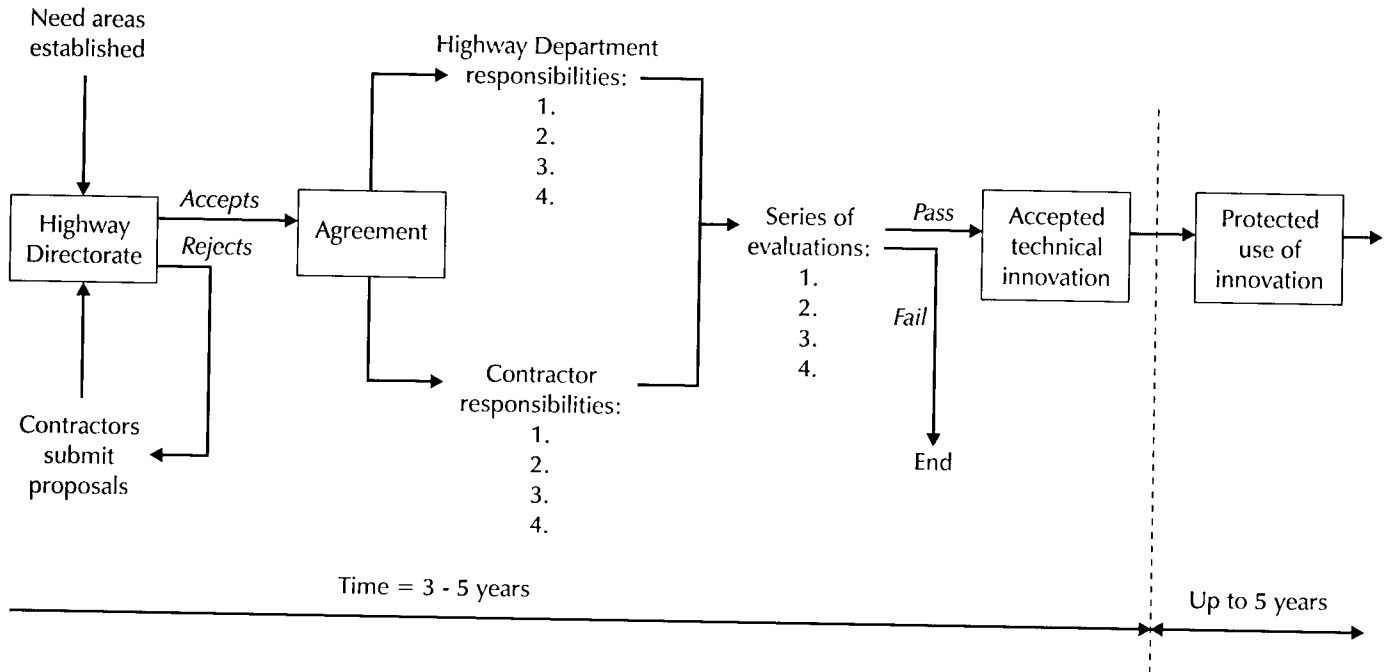 Need areas
established
Highway
Directorate
Accepts
Rejects
Contractors
submit
proposals
Agreement
Highway Department
responsibilities:
1.
2.
3.
4.
Contractor
responsibilities:
1.
2.
3.
4.
Series of
evaluations:
1.
2.
3.
4.
Pass
Fail
End
Accepted
technical
innovation
Protected
use of
innovation
Time = 3 - 5 years
Up to 5 years